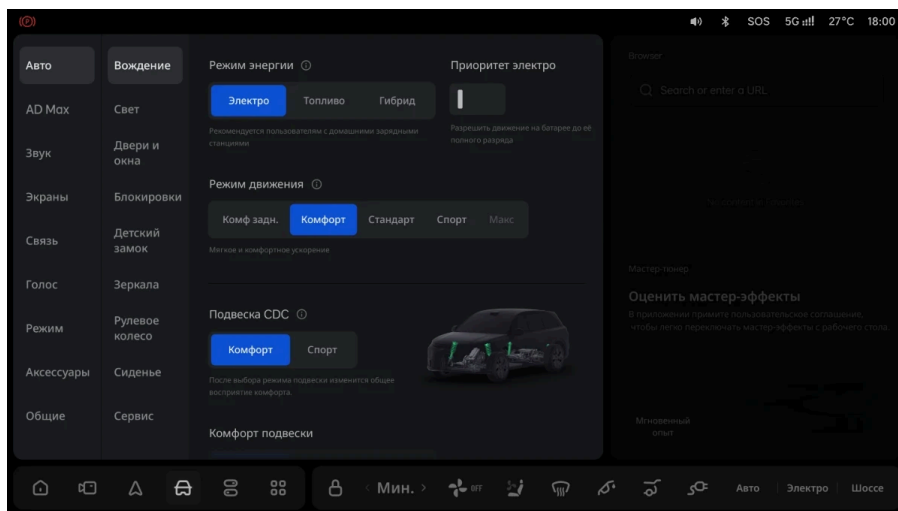 (P)
SOS 5G 27°C 18:00
Авто
AD Max
Звук
Экраны
Связь
Голос
Режим
Аксессуары
Общие
Вождение
Свет
Двери и
окна
Блокировки
Детский
замок
Зеркала
Рулевое
колесо
Сиденье
Сервис
Режим энергии
Электро Топливо Гибрид
Рекомендуется пользователям с домашними зарядными
станциями
Приоритет электро
Разрешить движение на батарее до её
полного разряда
Режим движения
Комф задн. Комфорт Стандарт Спорт Макс
Мягкое и комфортное ускорение
Подвеска CDC
Комфорт Спорт
После выбора режима подвески изменится общее
восприятие комфорта.
Комфорт подвески
Browser
Search or enter a URL
Мастер-тюнер
Оценить мастер-эффекты
В приложении примите пользовательское соглашение,
чтобы легко переключать мастер-эффекты с рабочего стола.
Мгновенный
опыт
< Мин. > OFF Авто Электро Шоссе